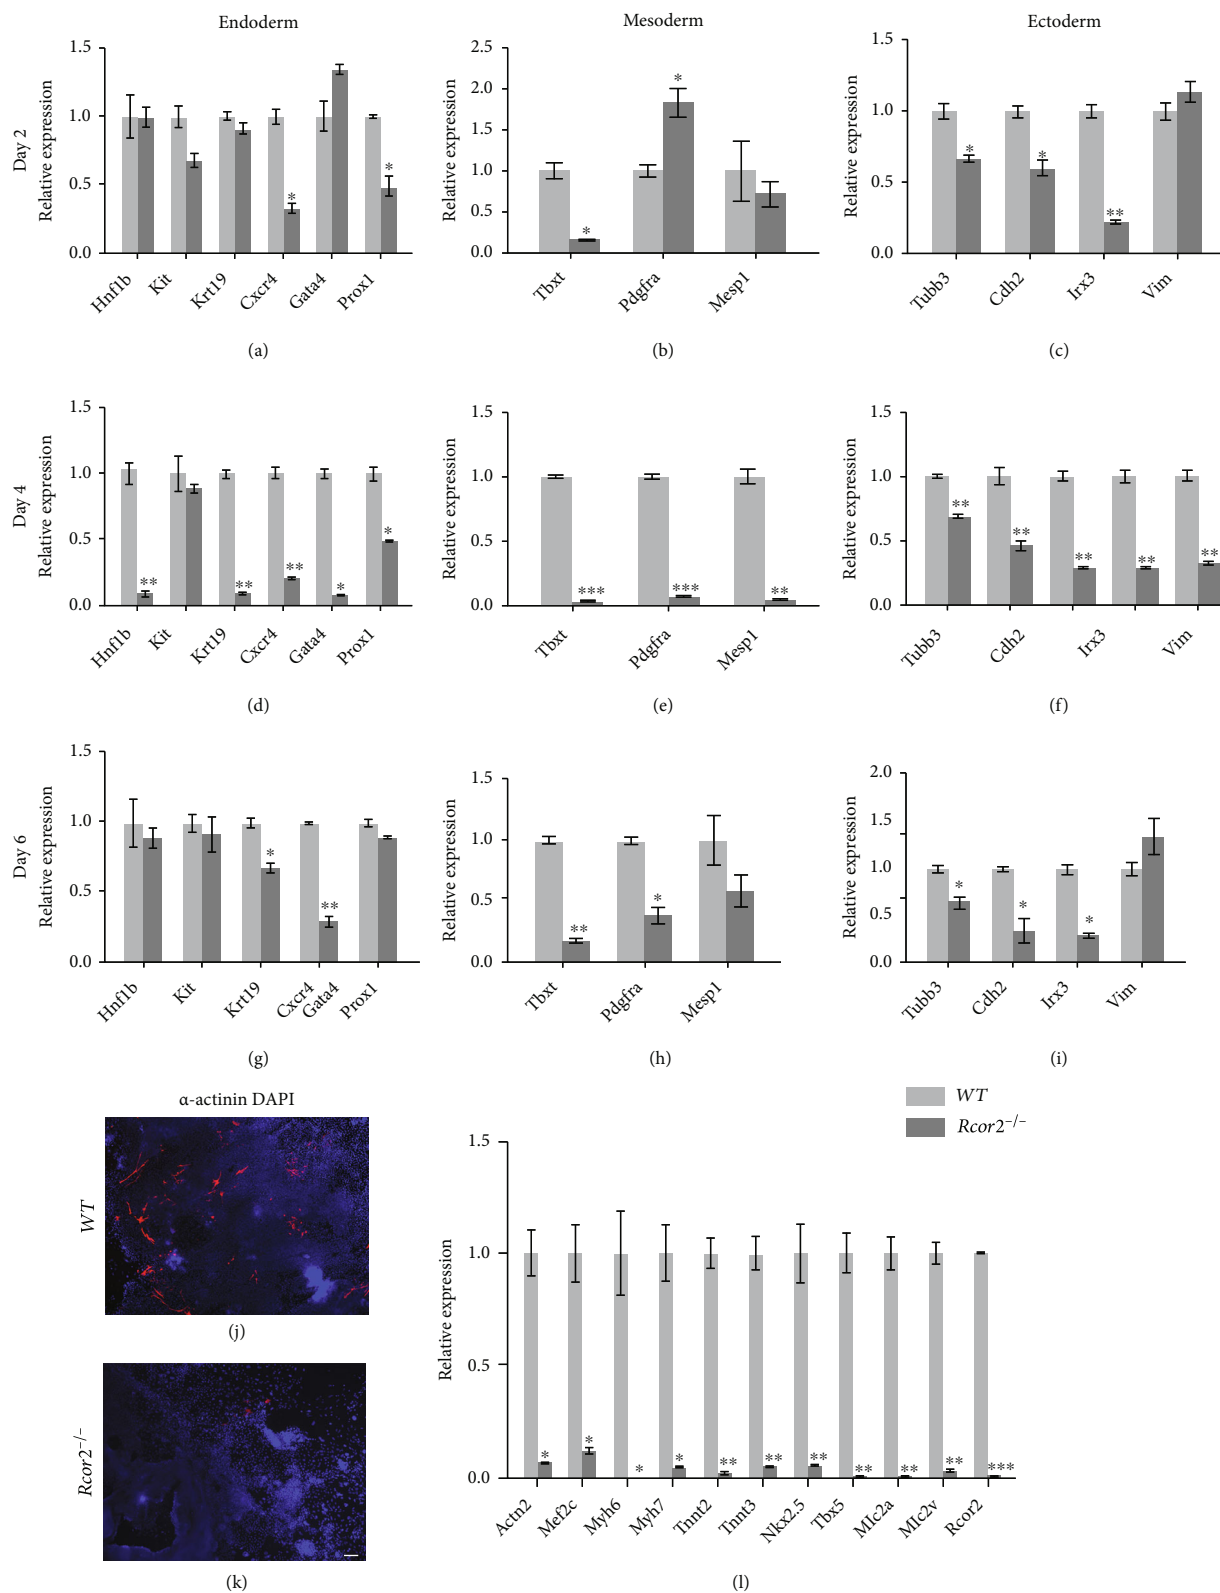 Endoderm
Mesoderm
Ectoderm
Day 2
Relative expression
1.5
1.0
0.5
0.0
* *
Hnf1b Kit Krt19 Cxcr4 Gata4 Prox1
(a)
Relative expression
2.5
2.0
1.5
1.0
0.5
0.0
* *
Tbxt Pdgfra Mesp1
(b)
Relative expression
1.5
1.0
0.5
0.0
* * **
Tubb3 Cdh2 Irx3 Vim
(c)
Day 4
Relative expression
1.5
1.0
0.5
0.0
** ** ** * *
Hnf1b Kit Krt19 Cxcr4 Gata4 Prox1
(d)
Relative expression
1.5
1.0
0.5
0.0
*** *** **
Tbxt Pdgfra Mesp1
(e)
Relative expression
1.5
1.0
0.5
0.0
** ** ** ** **
Tubb3 Cdh2 Irx3 Vim
(f)
Day 6
Relative expression
1.5
1.0
0.5
0.0
* **
Hnf1b Kit Krt19 Cxcr4 Gata4 Prox1
(g)
Relative expression
1.5
1.0
0.5
0.0
** *
Tbxt Pdgfra Mesp1
(h)
Relative expression
2.0
1.5
1.0
0.5
0.0
* * *
Tubb3 Cdh2 Irx3 Vim
(i)
α-actinin DAPI
WT
(j)
Rcor2−/−
(k)
WT
Rcor2−/−
Relative expression
1.5
1.0
0.5
0.0
* * * * ** ** ** ** ** ** ***
Actn2 Mef2c Myh6 Myh7 Tnnt2 Tnnt3 Nkx2.5 Tbx5 MIc2a MIc2v Rcor2
(l)